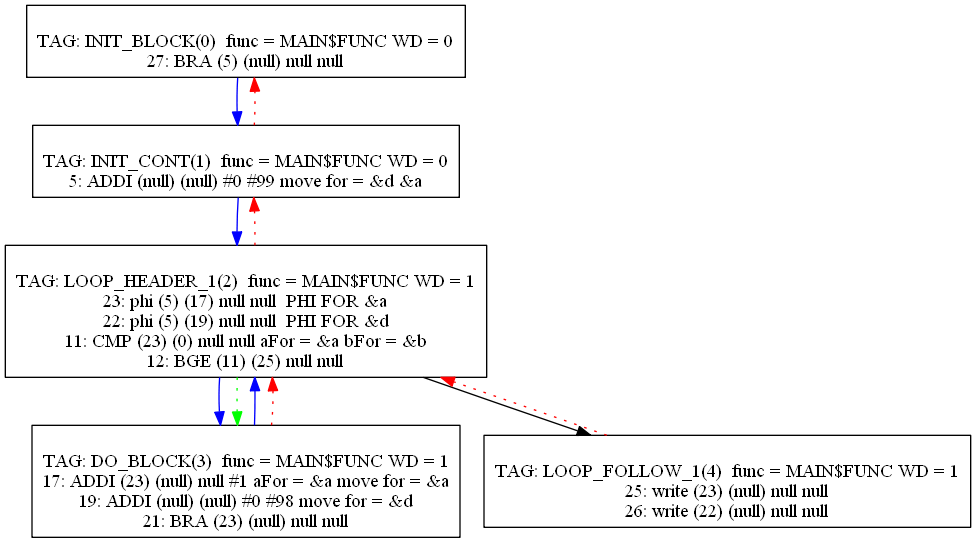 TAG: INIT_BLOCK(0) func = MAIN$FUNC WD = 0
27: BRA (5) (null) null null
TAG: INIT_CONT(1) func = MAIN$FUNC WD = 0
5: ADDI (null) (null) #0 #99 move for = &d &a
TAG: LOOP_HEADER_1(2) func = MAIN$FUNC WD = 1
23: phi (5) (17) null null PHI FOR &a
22: phi (5) (19) null null PHI FOR &d
11: CMP (23) (0) null null aFor = &a bFor = &b
12: BGE (11) (25) null null
TAG: DO_BLOCK(3) func = MAIN$FUNC WD = 1
17: ADDI (23) (null) null #1 aFor = &a move for = &a
19: ADDI (null) (null) #0 #98 move for = &d
21: BRA (23) (null) null null
TAG: LOOP_FOLLOW_1(4) func = MAIN$FUNC WD = 1
25: write (23) (null) null null
26: write (22) (null) null null